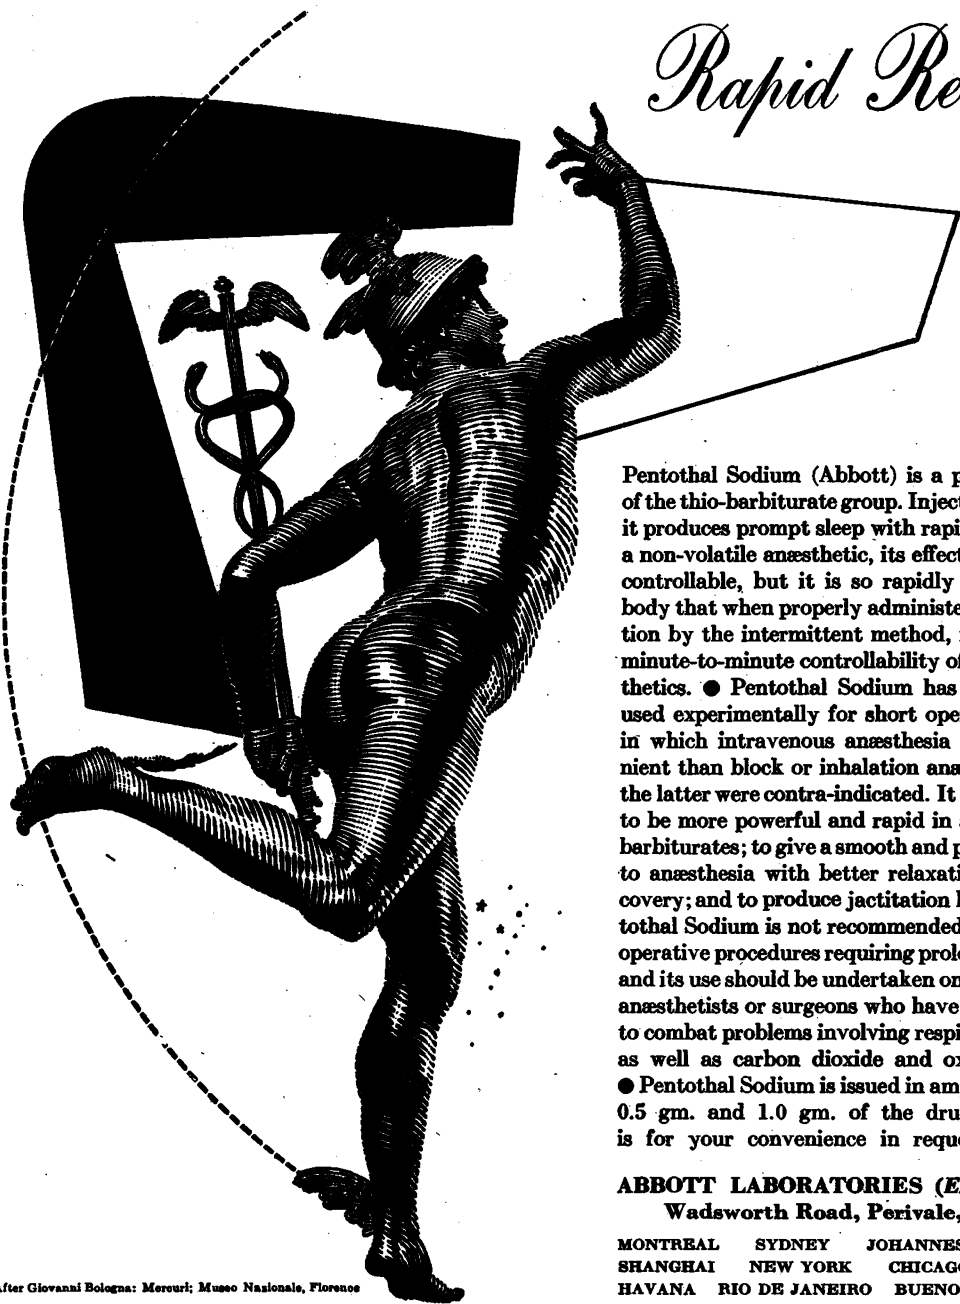 Rapid Re
Pentothal Sodium (Abbott) is a p
of the thio-barbiturate group. Inject
it produces prompt sleep with rapi
a non-volatile anæsthetic, its effect
controllable, but it is so rapidly
body that when properly administe
tion by the intermittent method,
minute-to-minute controllability of
thetics. ● Pentothal Sodium has
used experimentally for short ope
in which intravenous anæsthesia
nient than block or inhalation anæ
the latter were contra-indicated. It
to be more powerful and rapid in
barbiturates; to give a smooth and p
to anæsthesia with better relaxati
covery; and to produce jactitation
tothal Sodium is not recommended
operative procedures requiring prol
and its use should be undertaken on
anæsthetists or surgeons who have
to combat problems involving respi
as well as carbon dioxide and ox
● Pentothal Sodium is issued in am
0.5 gm. and 1.0 gm. of the dru
is for your convenience in reque
ABBOTT LABORATORIES (E
Wadsworth Road, Perivale,
MONTREAL SYDNEY JOHANNES
SHANGHAI NEW YORK CHICAGO
HAVANA RIO DE JANEIRO BUENO
After Giovanni Bologna: Mercuri; Museo Nazionale, Florence